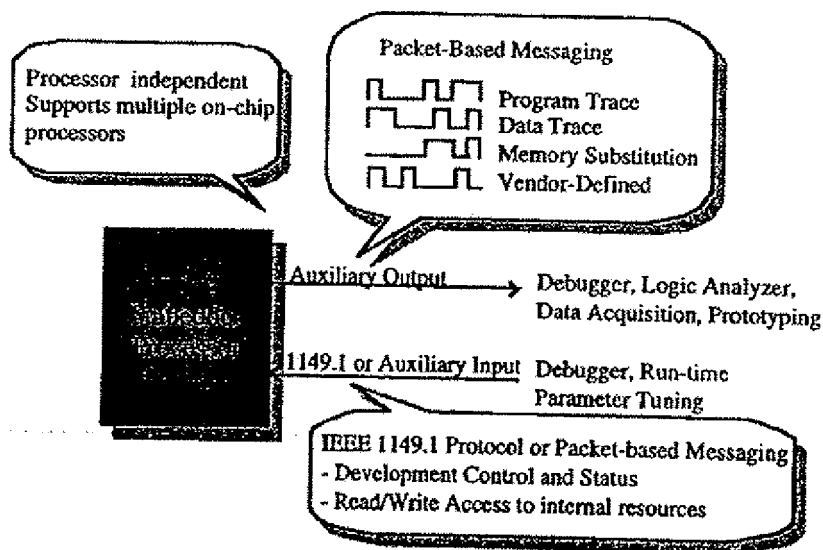 Processor independent
Supports multiple on-chip
processors
Packet-Based Messaging
Program Trace
Data Trace
Memory Substitution
Vendor-Defined
Auxiliary Output
Debugger, Logic Analyzer,
Data Acquisition, Prototyping
1149.1 or Auxiliary Input
Debugger, Run-time
Parameter Tuning
IEEE 1149.1 Protocol or Packet-based Messaging
- Development Control and Status
- Read/Write Access to internal resources